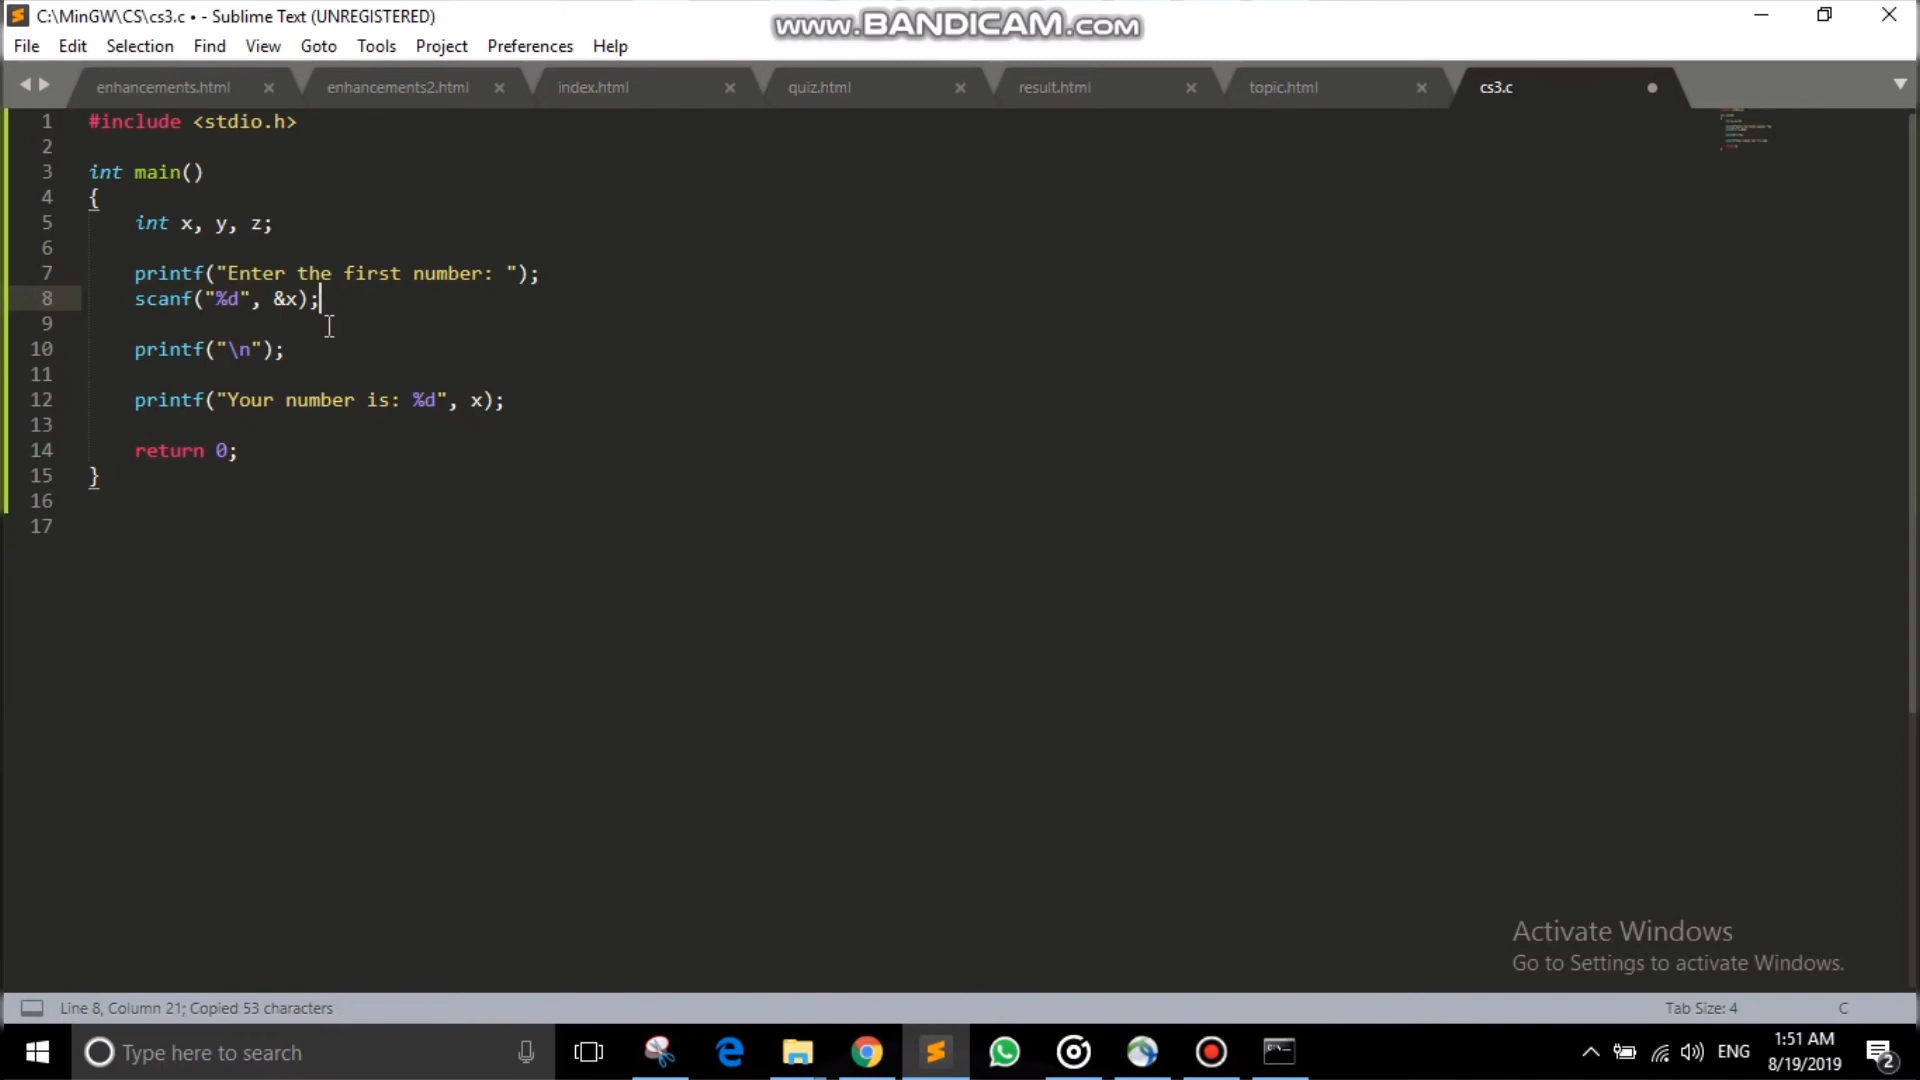 C:\MinGW\CS\cs3.c • - Sublime Text (UNREGISTERED)
www.BANDICAM.com
File Edit Selection Find View Goto Tools Project Preferences Help
enhancements.html enhancements2.html index.html quiz.html result.html topic.html cs3.c
1 #include <stdio.h>
2
3 int main()
4 {
5 int x, y, z;
6
7 printf("Enter the first number: ");
8 scanf("%d", &x);
9
10 printf("\n");
11
12 printf("Your number is: %d", x);
13
14 return 0;
15 }
16
17
Activate Windows
Go to Settings to activate Windows.
Line 8, Column 21; Copied 53 characters Tab Size: 4 C
Type here to search ENG 1:51 AM
8/19/2019 2